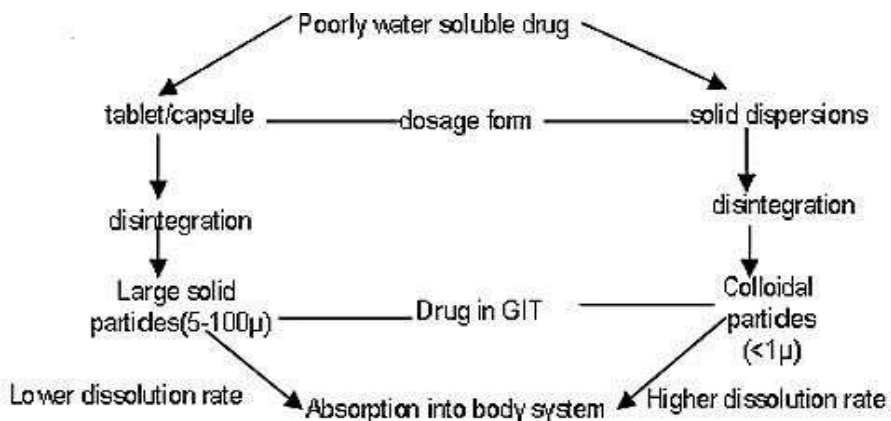 Poorly water soluble drug
tablet/capsule
dosage form
solid dispersions
disintegration
disintegration
Large solid
particles(5-100µ)
Drug in GIT
Colloidal
particles
(<1µ)
Lower dissolution rate
Absorption into body system
Higher dissolution rate